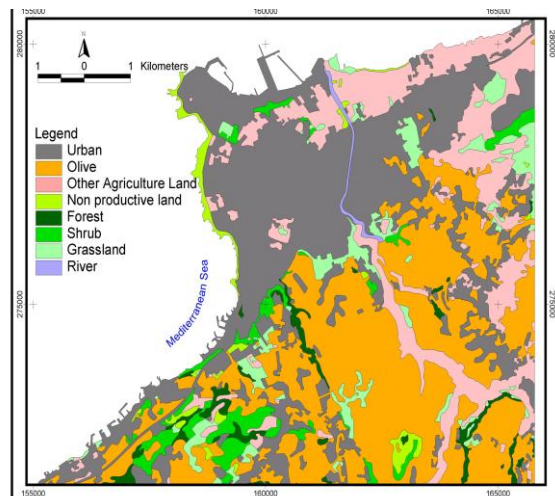 155000 160000 165000
280000 280000
N
1 0 1 Kilometers
Legend
Urban
Olive
Other Agriculture Land
Non productive land
Forest
Shrub
Grassland
River
Mediterranean Sea
275000 275000
155000 160000 165000